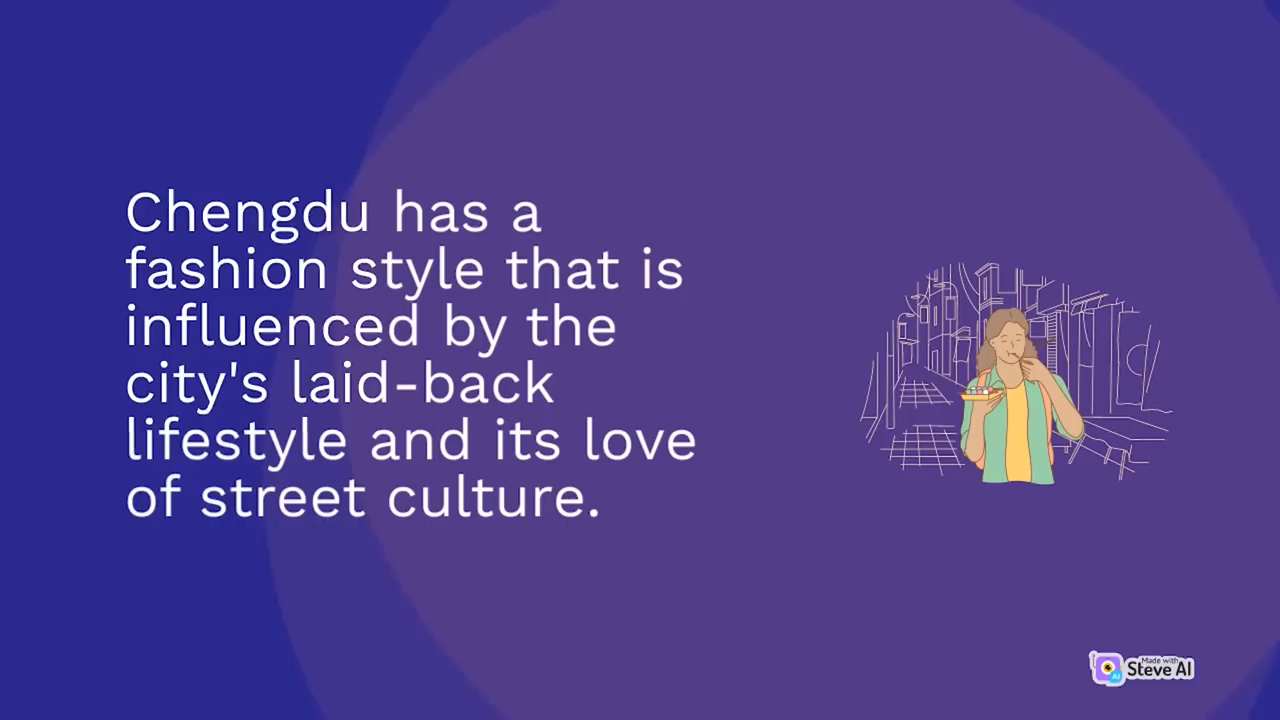 Chengdu has a
fashion style that is
influenced by the
city's laid-back
lifestyle and its love
of street culture.
Made with
Steve AI
AI